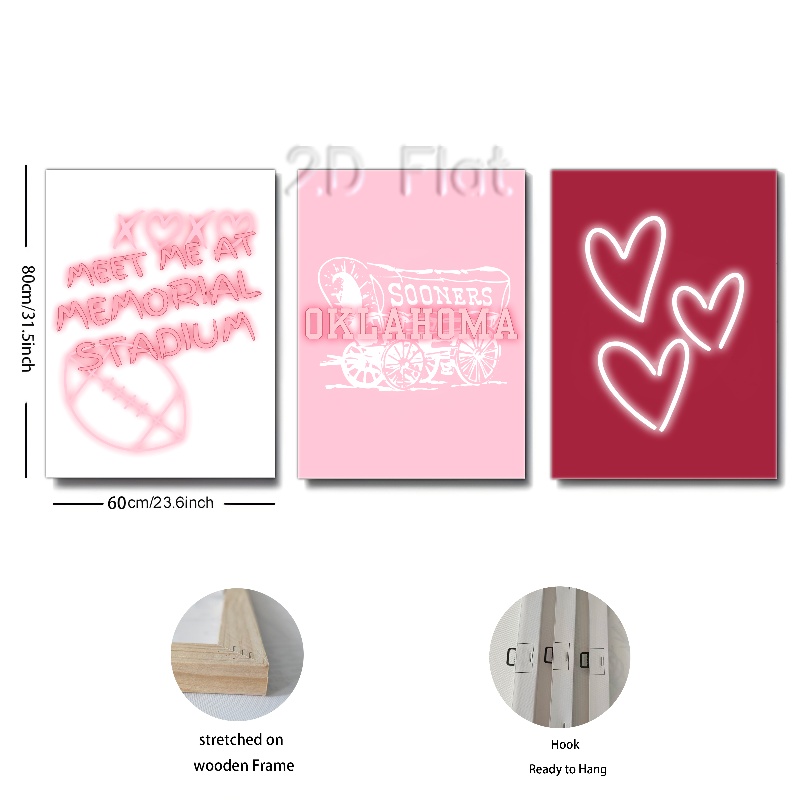 2D Flat
XOXO
MEET ME AT
MEMORIAL
STADIUM
SOONERS
OKLAHOMA
80cm/31.5inch
60cm/23.6inch
stretched on
wooden Frame
Hook
Ready to Hang